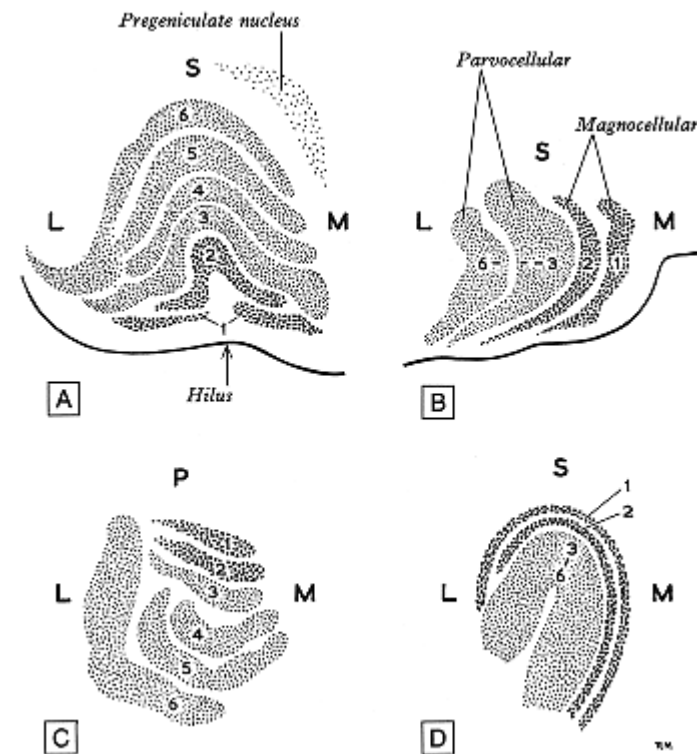 Pregeniculate nucleus
S
6
5
4
3
2
1
L
M
Hilus
A
Parvocellular
Magnocellular
S
L
M
6 - - - 3 2 1
B
P
L
M
1
2
3
4
5
6
C
S
1
2
3
6
L
M
D